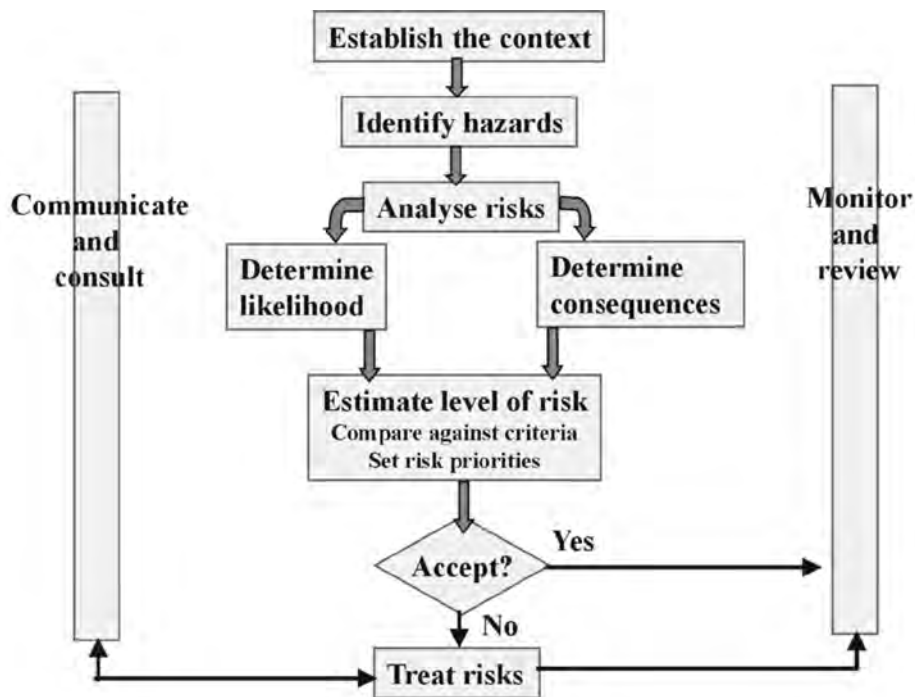 Establish the context
Identify hazards
Analyse risks
Communicate
and
consult
Monitor
and
review
Determine
likelihood
Determine
consequences
Estimate level of risk
Compare against criteria
Set risk priorities
Accept?
Yes
No
Treat risks